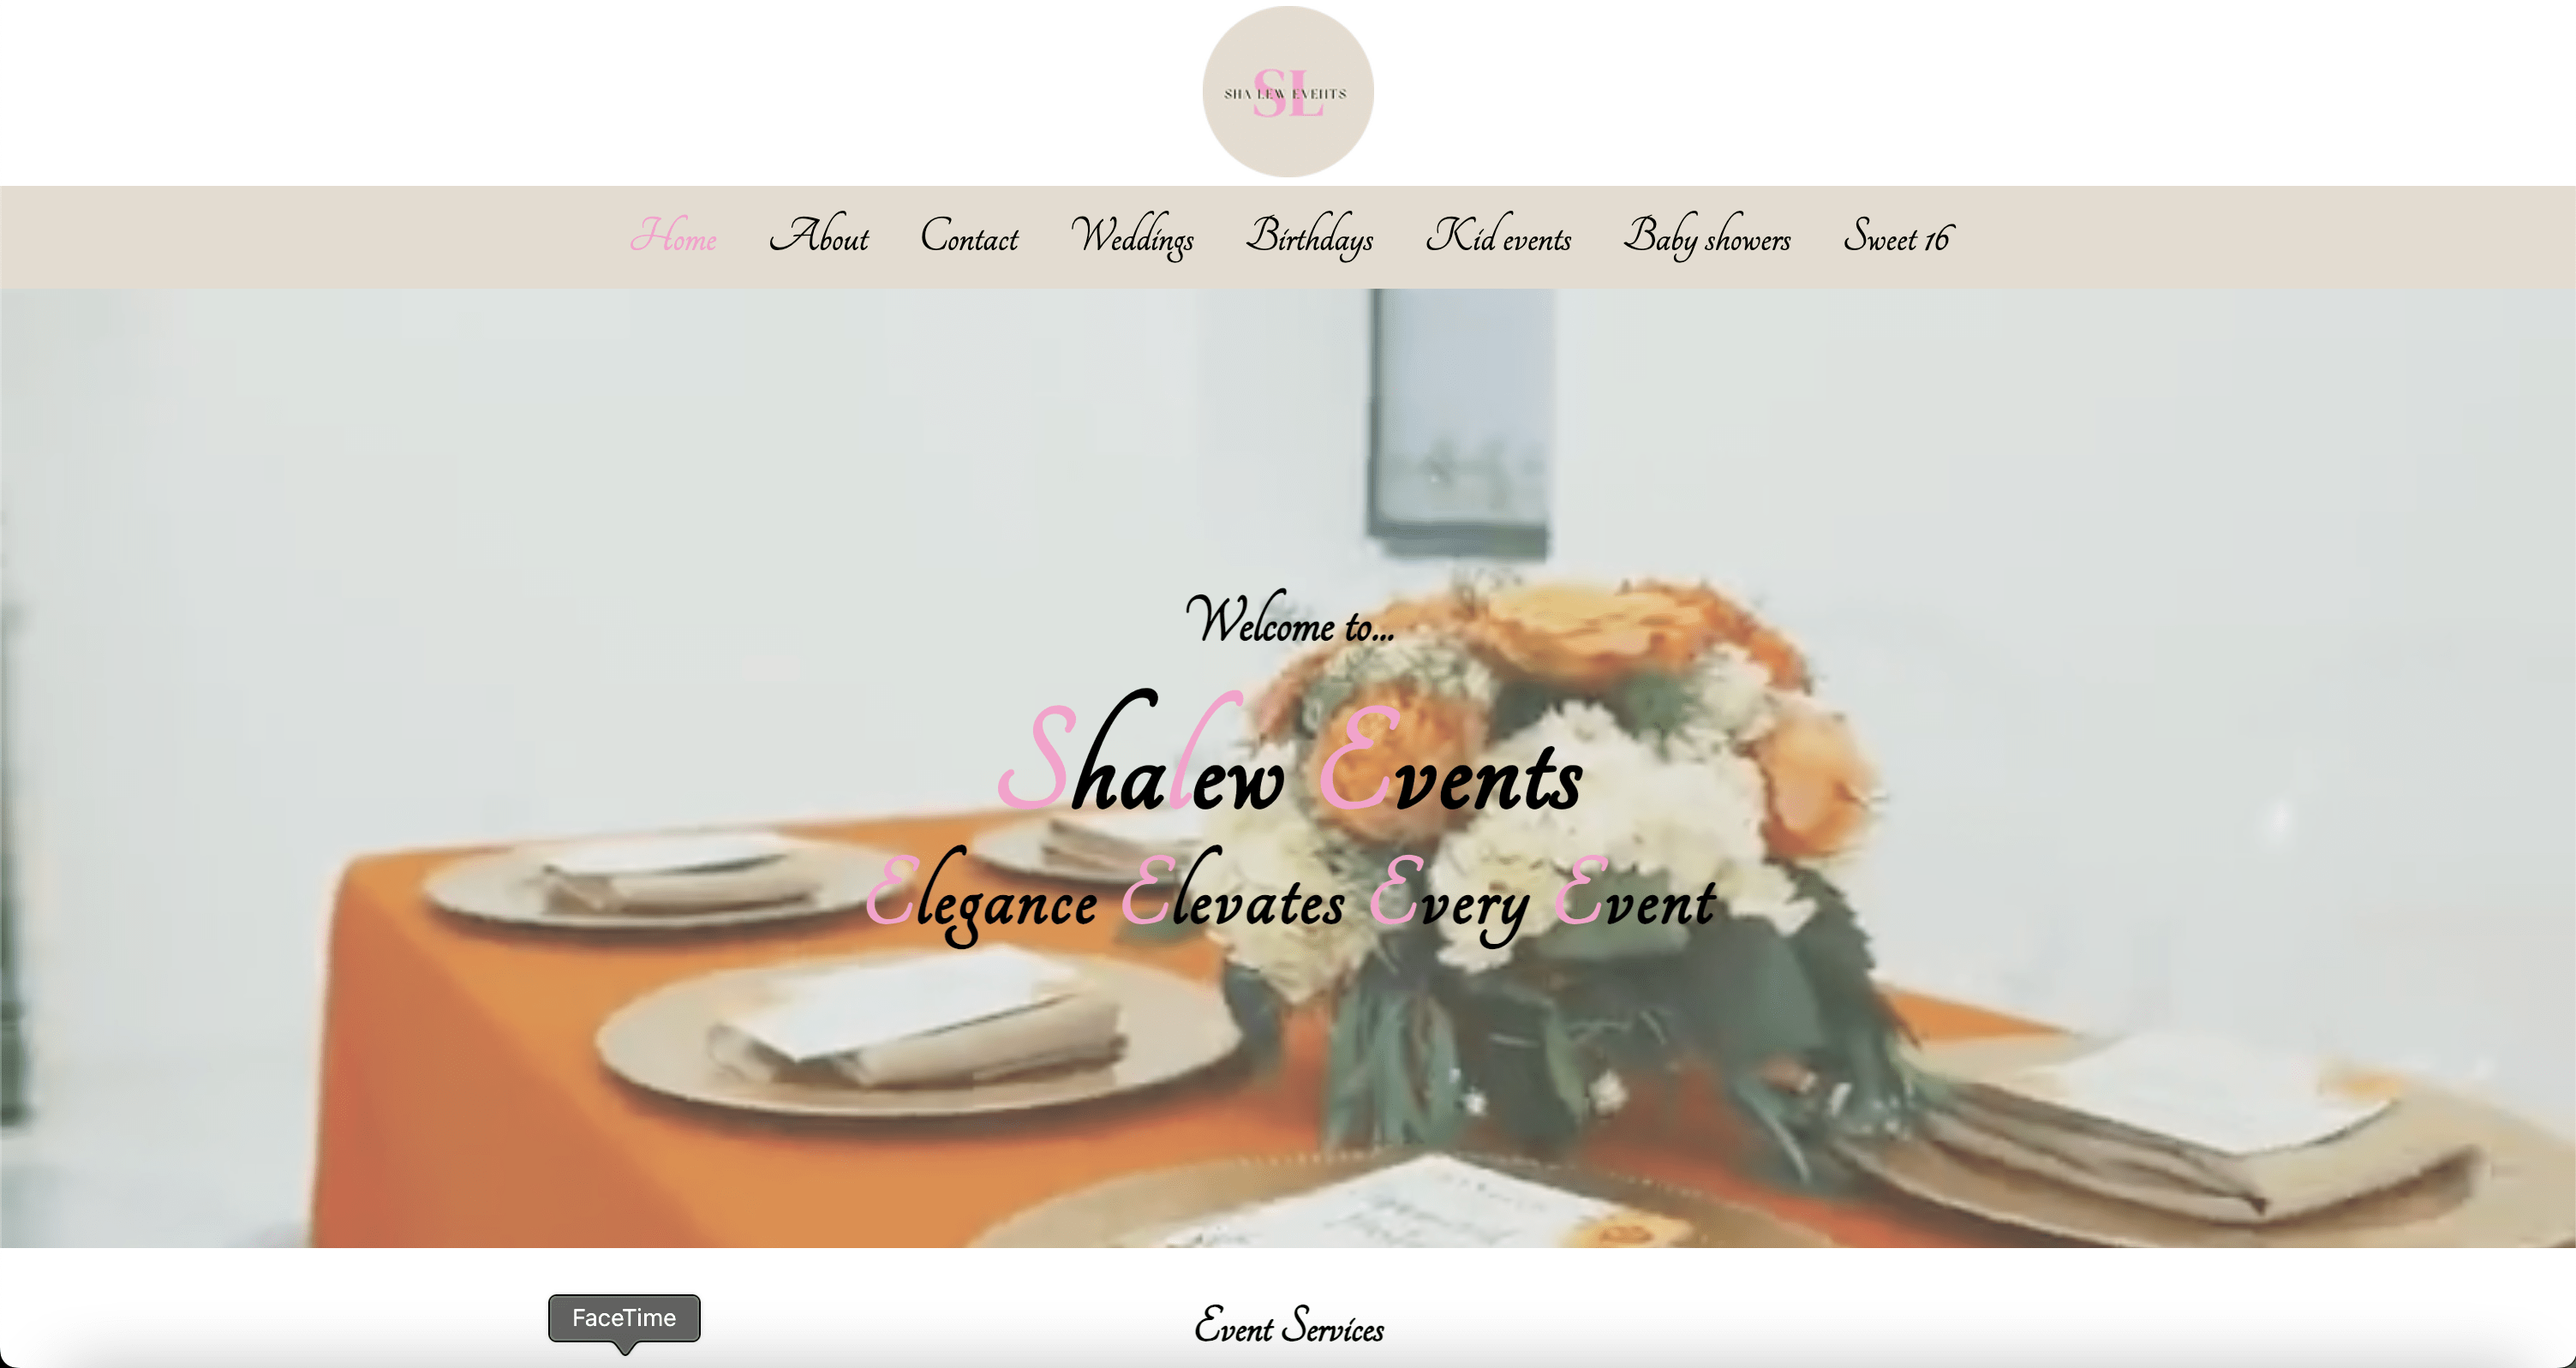 SL
SHA LEW EVENTS
Home About Contact Weddings Birthdays Kid events Baby showers Sweet 16
Welcome to...
Shalew Events
Elegance Elevates Every Event
Event Services
FaceTime